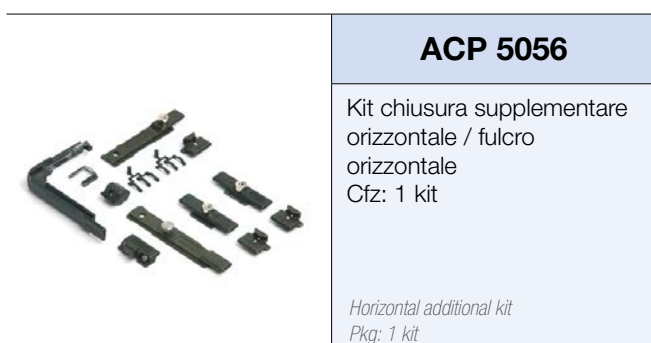 ACP 5056
Kit chiusura supplementare
orizzontale / fulcro
orizzontale
Cfz: 1 kit
Horizontal additional kit
Pkg: 1 kit